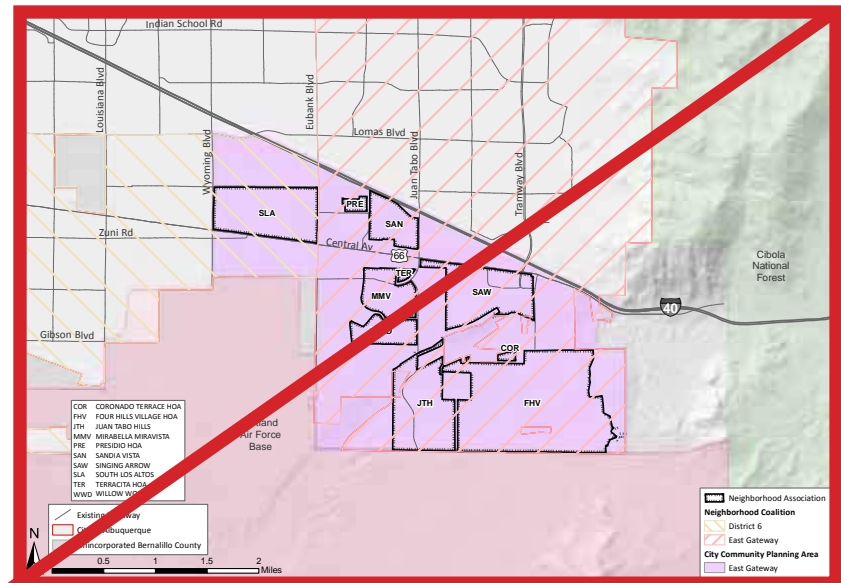 Indian School Rd
Louisiana Blvd
Wyoming Blvd
Eubank Blvd
Lomas Blvd
Juan Tabo Blvd
Tramway Blvd
PRE
SLA
SAN
Zuni Rd
Central Av
66
TER
Cibola
National
Forest
MMV
SAW
40
Gibson Blvd
COR
JTH
FHV
Air Force
Base
COR CORONADO TERRACE HOA
FHV FOUR HILLS VILLAGE HOA
JTH JUAN TABO HILLS
MMV MIRABELLA MIRAVISTA
PRE PRESIDIO HOA
SAN SANDIA VISTA
SAW SINGING ARROW
SLA SOUTH LOS ALTOS
TER TERRACITA HOA
WWD WILLOW
Existing
Unincorporated Bernalillo County
N
0.5 1 1.5 2
Miles
Neighborhood Association
Neighborhood Coalition
District 6
East Gateway
City Community Planning Area
East Gateway